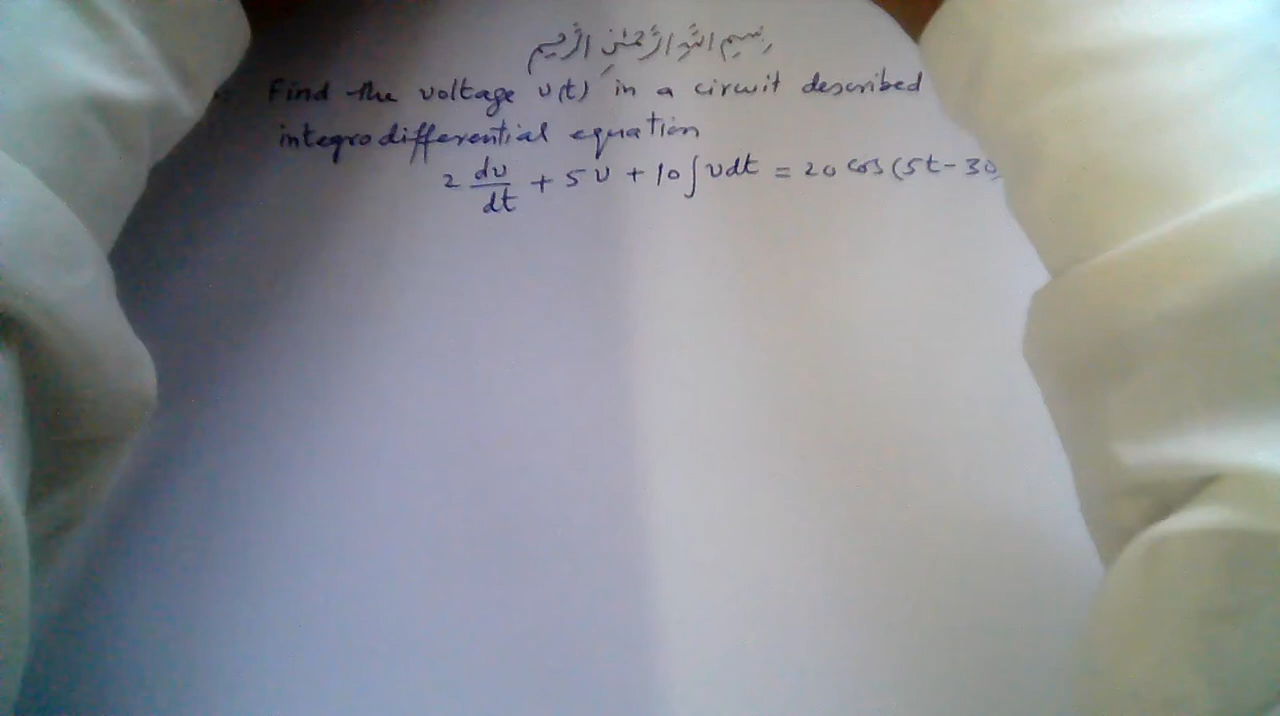 بسم الله الرحمن الرحيم
Find the voltage v(t) in a circuit described
integrodifferential equation
2 dv/dt + 5v + 10∫vdt = 20 cos(5t-30